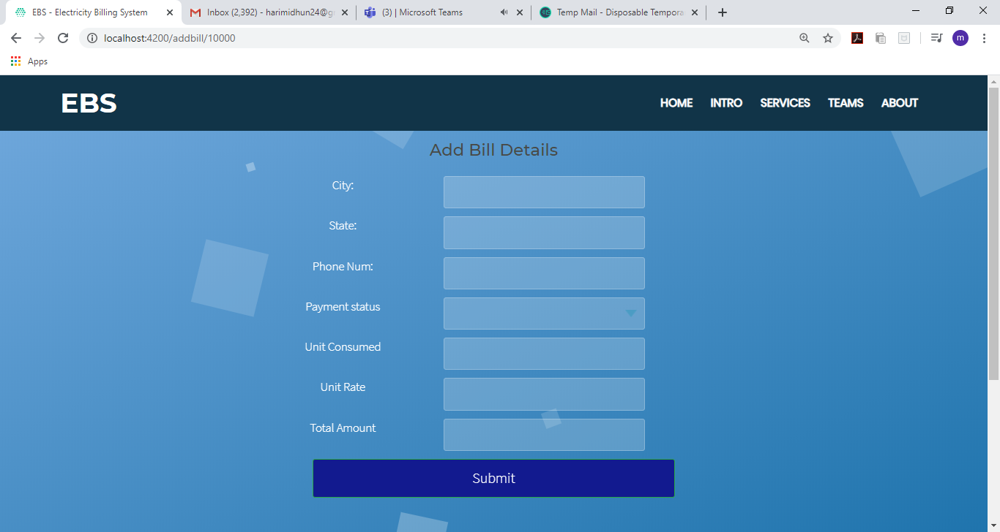 EBS - Electricity Billing System
Inbox (2,392) - harimidhun24@g
(3) | Microsoft Teams
Temp Mail - Disposable Tempora
localhost:4200/addbill/10000
m
Apps
EBS
HOME INTRO SERVICES TEAMS ABOUT
Add Bill Details
City:
State:
Phone Num:
Payment status
Unit Consumed
Unit Rate
Total Amount
Submit